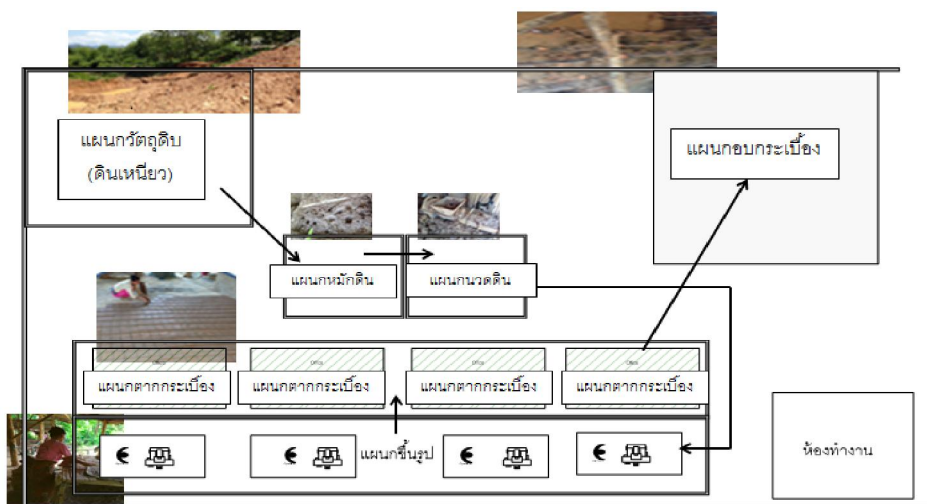 แผนกวัตถุดิบ
(ดินเหนียว)
แผนกอบกระเบื้อง
แผนกหมักดิน
แผนกนวดดิน
แผนกตากกระเบื้อง
แผนกตากกระเบื้อง
แผนกตากกระเบื้อง
แผนกตากกระเบื้อง
แผนกขึ้นรูป
ห้องทำงาน